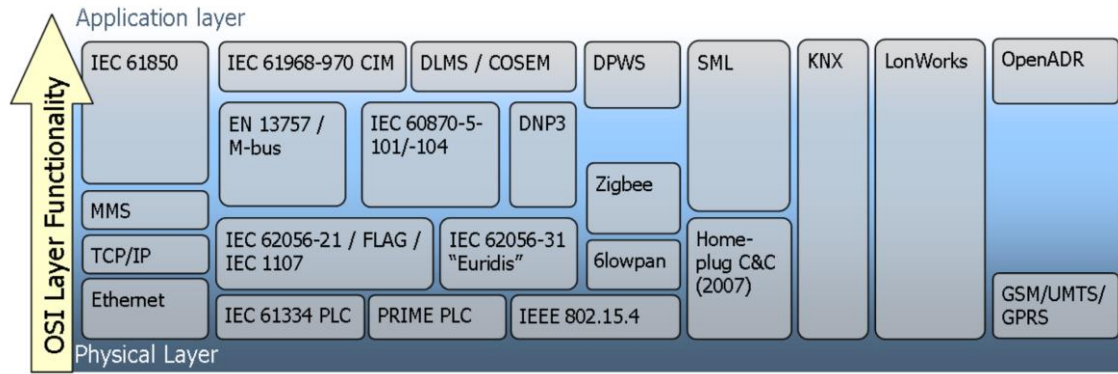 Application layer
OSI Layer Functionality
IEC 61850
IEC 61968-970 CIM
DLMS / COSEM
DPWS
SML
KNX
LonWorks
OpenADR
EN 13757 /
M-bus
IEC 60870-5-
101/-104
DNP3
Zigbee
MMS
TCP/IP
IEC 62056-21 / FLAG /
IEC 1107
IEC 62056-31
“Euridis”
6lowpan
Home-
plug C&C
(2007)
Ethernet
IEC 61334 PLC
PRIME PLC
IEEE 802.15.4
GSM/UMTS/
GPRS
Physical Layer